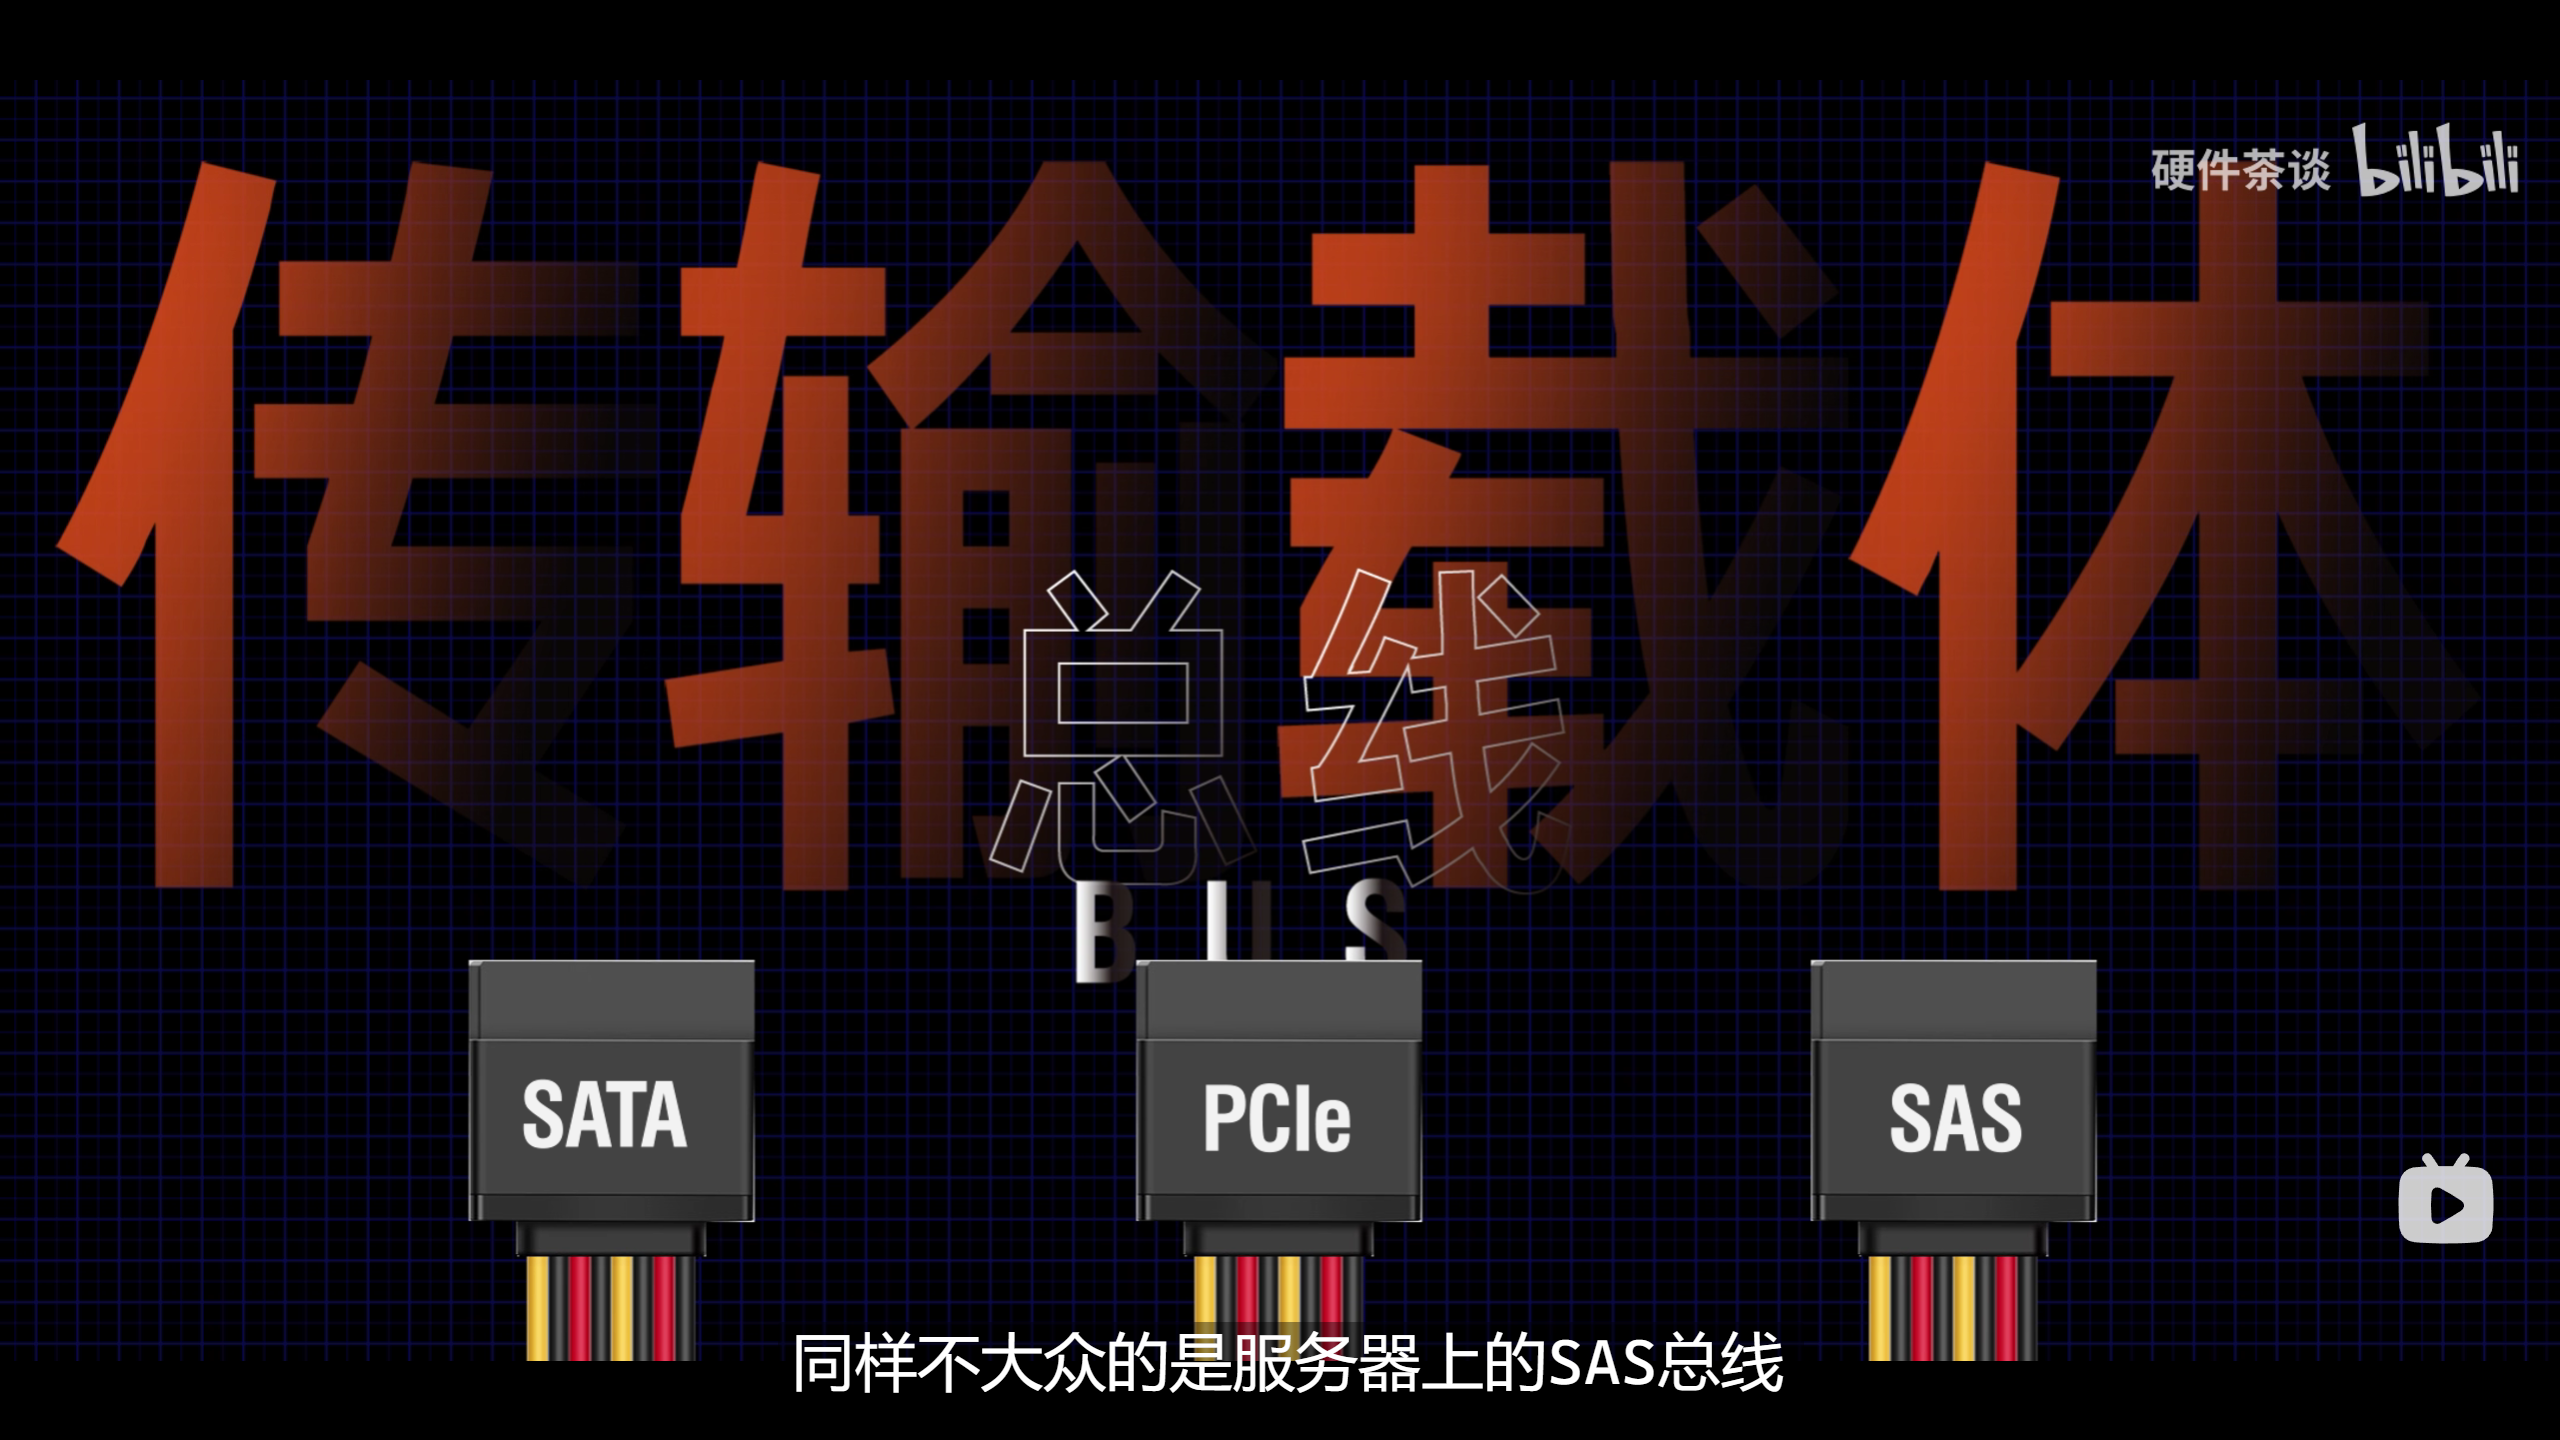 硬件茶谈 bilibili
传输载体
总线
BUS
SATA
PCIe
SAS
同样不大众的是服务器上的SAS总线